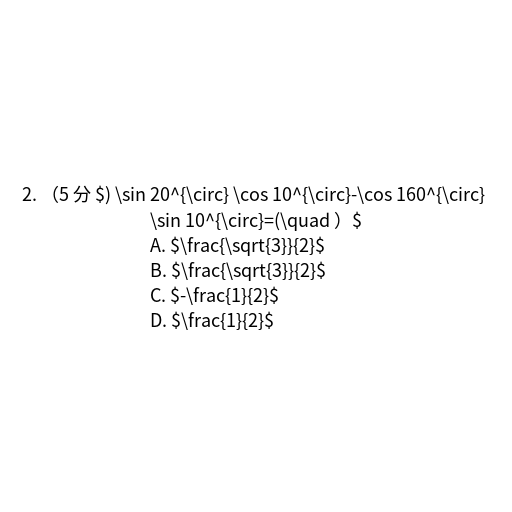 2. （5 分 $) \sin 20^{\circ} \cos 10^{\circ}-\cos 160^{\circ}
\sin 10^{\circ}=(\quad ）$
A. $\frac{\sqrt{3}}{2}$
B. $\frac{\sqrt{3}}{2}$
C. $-\frac{1}{2}$
D. $\frac{1}{2}$